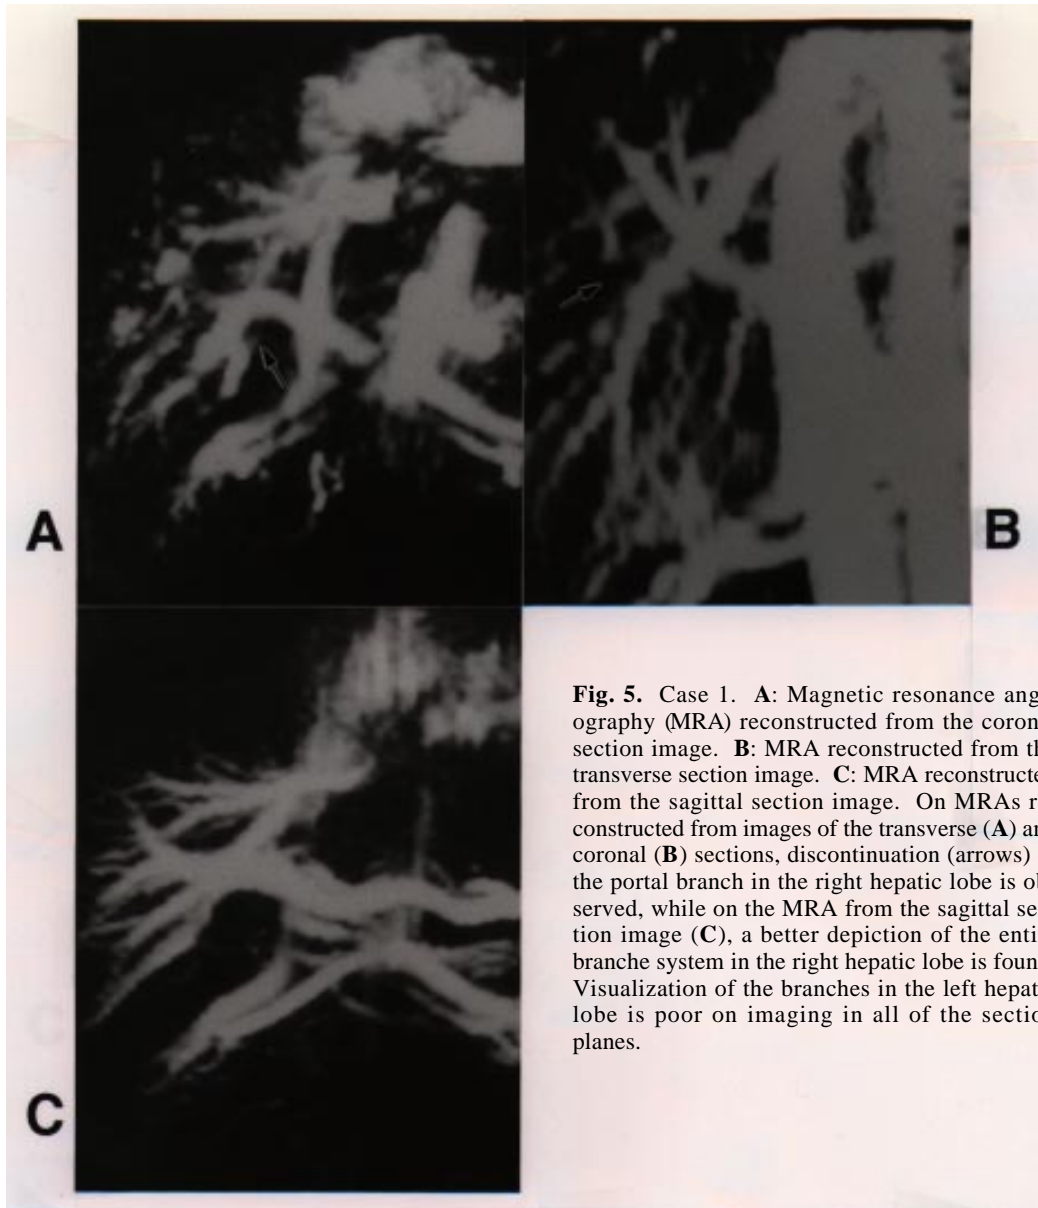 A
B
C
Fig. 5. Case 1. A: Magnetic resonance ang
ography (MRA) reconstructed from the coron
section image. B: MRA reconstructed from th
transverse section image. C: MRA reconstructe
from the sagittal section image. On MRAs r
constructed from images of the transverse (A) an
coronal (B) sections, discontinuation (arrows)
the portal branch in the right hepatic lobe is ob
served, while on the MRA from the sagittal se
tion image (C), a better depiction of the enti
branche system in the right hepatic lobe is foun
Visualization of the branches in the left hepat
lobe is poor on imaging in all of the sectio
planes.